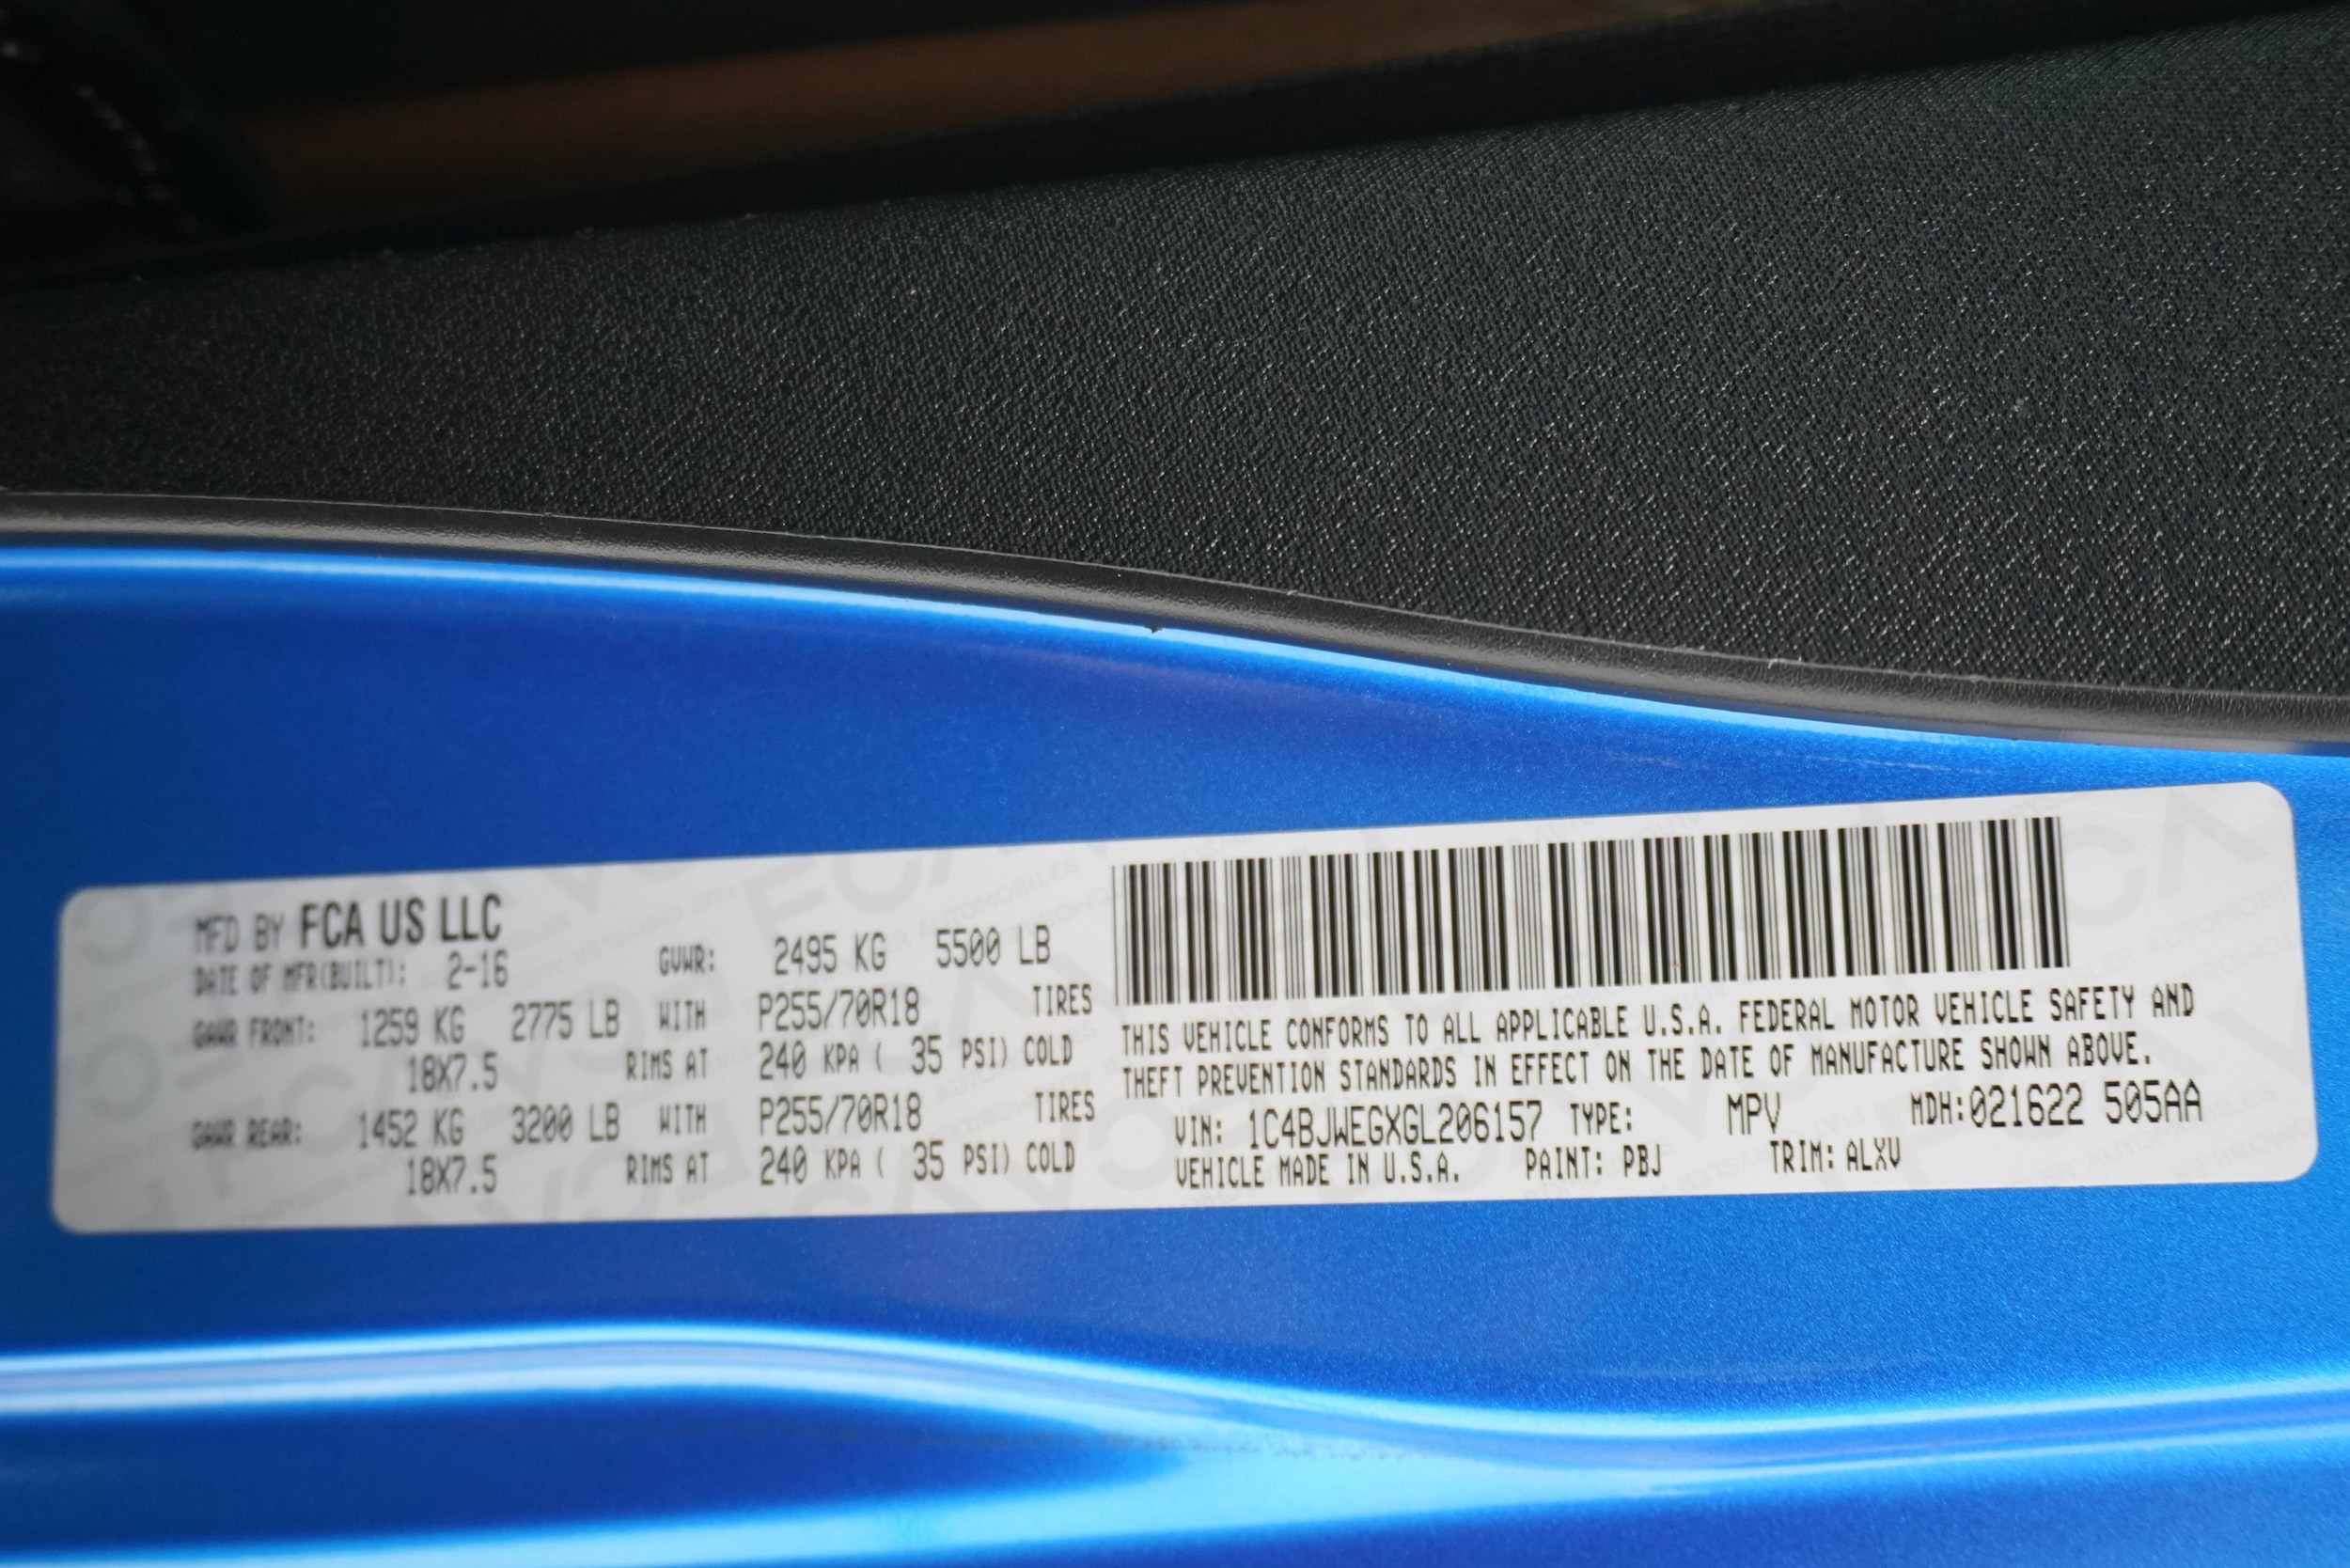 MFD BY FCA US LLC
DATE OF MFR(BUILT): 2-16 GVWR: 2495 KG 5500 LB
GAWR FRONT: 1259 KG 2775 LB WITH P255/70R18 TIRES
18X7.5 RIMS AT 240 KPA ( 35 PSI) COLD
GAWR REAR: 1452 KG 3200 LB WITH P255/70R18 TIRES
18X7.5 RIMS AT 240 KPA ( 35 PSI) COLD
THIS VEHICLE CONFORMS TO ALL APPLICABLE U.S.A. FEDERAL MOTOR VEHICLE SAFETY AND
THEFT PREVENTION STANDARDS IN EFFECT ON THE DATE OF MANUFACTURE SHOWN ABOVE.
VIN: 1C4BJWEGXGL206157 TYPE: MPV MDH:021622 505AA
VEHICLE MADE IN U.S.A. PAINT: PBJ TRIM: ALXV